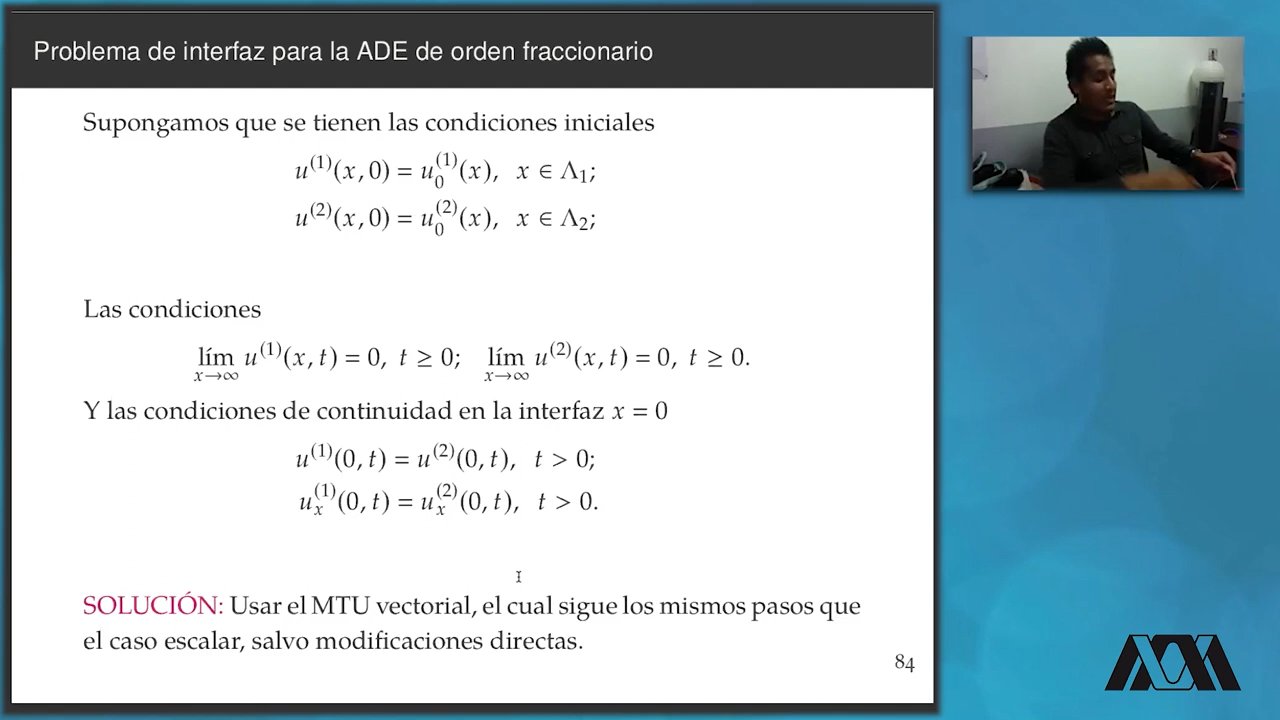 Problema de interfaz para la ADE de orden fraccionario
Supongamos que se tienen las condiciones iniciales
u^(1)(x, 0) = u_0^(1)(x), x ∈ Λ₁;
u^(2)(x, 0) = u_0^(2)(x), x ∈ Λ₂;
Las condiciones
lím_{x→∞} u^(1)(x, t) = 0, t ≥ 0; lím_{x→∞} u^(2)(x, t) = 0, t ≥ 0.
Y las condiciones de continuidad en la interfaz x = 0
u^(1)(0, t) = u^(2)(0, t), t > 0;
u_x^(1)(0, t) = u_x^(2)(0, t), t > 0.
SOLUCIÓN: Usar el MTU vectorial, el cual sigue los mismos pasos que
el caso escalar, salvo modificaciones directas.
84